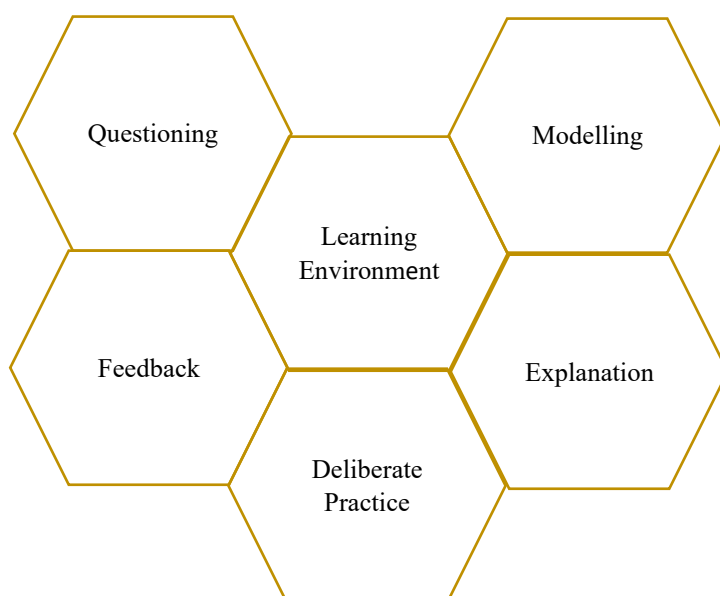 Questioning
Modelling
Learning
Environment
Feedback
Explanation
Deliberate
Practice